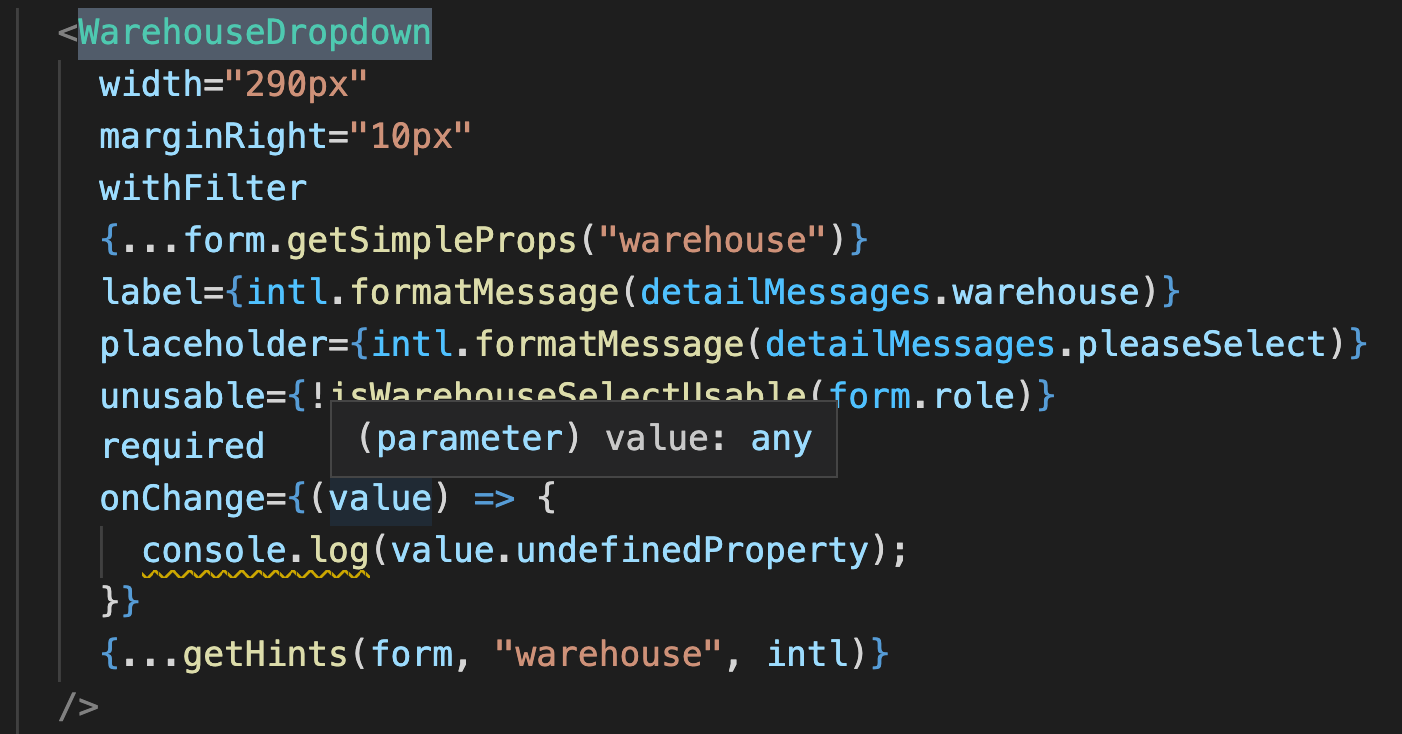 <WarehouseDropdown
width="290px"
marginRight="10px"
withFilter
{...form.getSimpleProps("warehouse")}
label={intl.formatMessage(detailMessages.warehouse)}
placeholder={intl.formatMessage(detailMessages.pleaseSelect)}
unusable={!isWarehouseSelectUsable(form.role)}
required
(parameter) value: any
onChange={(value) => {
console.log(value.undefinedProperty);
}}
{...getHints(form, "warehouse", intl)}
/>